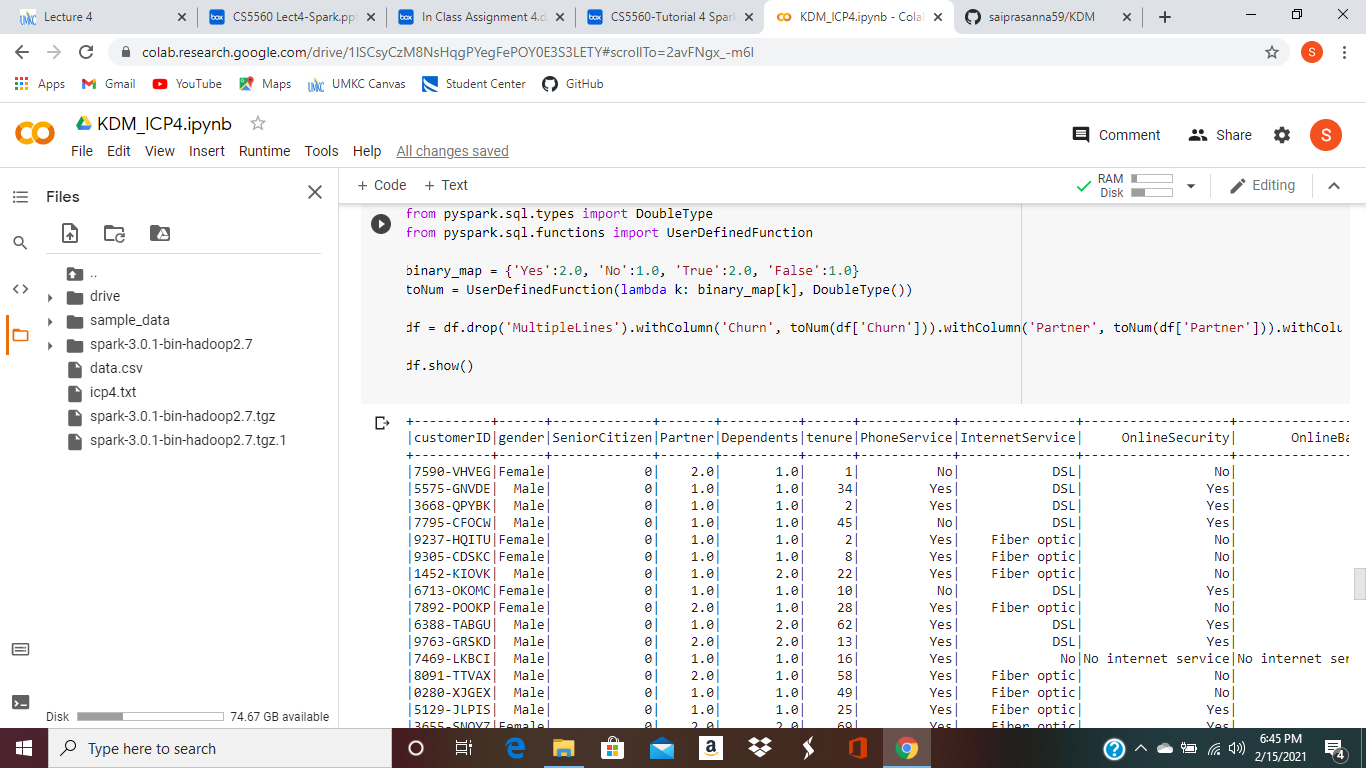 Lecture 4
CS5560 Lect4-Spark.ppt
In Class Assignment 4.d
CS5560-Tutorial 4 Spark
KDM_ICP4.ipynb - Colab
saiprasanna59/KDM
colab.research.google.com/drive/1ISCsyCzM8NsHqgPYegFePOY0E3S3LETY#scrollTo=2avFNgx_-m6l
S
Apps
Gmail
YouTube
Maps
UMKC Canvas
Student Center
GitHub
KDM_ICP4.ipynb
File Edit View Insert Runtime Tools Help All changes saved
Comment
Share
S
Files
+ Code + Text
RAM
Disk
Editing
..
drive
sample_data
spark-3.0.1-bin-hadoop2.7
data.csv
icp4.txt
spark-3.0.1-bin-hadoop2.7.tgz
spark-3.0.1-bin-hadoop2.7.tgz.1
Disk
74.67 GB available
from pyspark.sql.types import DoubleType
from pyspark.sql.functions import UserDefinedFunction
binary_map = {'Yes':2.0, 'No':1.0, 'True':2.0, 'False':1.0}
toNum = UserDefinedFunction(lambda k: binary_map[k], DoubleType())
df = df.drop('MultipleLines').withColumn('Churn', toNum(df['Churn'])).withColumn('Partner', toNum(df['Partner'])).withColu
df.show()
|customerID|gender|SeniorCitizen|Partner|Dependents|tenure|PhoneService|InternetService| OnlineSecurity| OnlineBa
|7590-VHVEG|Female| 0| 2.0| 1.0| 1| No| DSL| No|
|5575-GNVDE| Male| 0| 1.0| 1.0| 34| Yes| DSL| Yes|
|3668-QPYBK| Male| 0| 1.0| 1.0| 2| Yes| DSL| Yes|
|7795-CFOCW| Male| 0| 1.0| 1.0| 45| No| DSL| Yes|
|9237-HQITU|Female| 0| 1.0| 1.0| 2| Yes| Fiber optic| No|
|9305-CDSKC|Female| 0| 1.0| 1.0| 8| Yes| Fiber optic| No|
|1452-KIOVK| Male| 0| 1.0| 2.0| 22| Yes| Fiber optic| No|
|6713-OKOMC|Female| 0| 1.0| 1.0| 10| No| DSL| Yes|
|7892-POOKP|Female| 0| 2.0| 1.0| 28| Yes| Fiber optic| No|
|6388-TABGU| Male| 0| 1.0| 2.0| 62| Yes| DSL| Yes|
|9763-GRSKD| Male| 0| 2.0| 2.0| 13| Yes| DSL| Yes|
|7469-LKBCI| Male| 0| 1.0| 1.0| 16| Yes| No|No internet service|No internet ser
|8091-TTVAX| Male| 0| 2.0| 1.0| 58| Yes| Fiber optic| No|
|0280-XJGEX| Male| 0| 1.0| 1.0| 49| Yes| Fiber optic| No|
|5129-JLPIS| Male| 0| 1.0| 1.0| 25| Yes| Fiber optic| Yes|
|3655-SNQYZ|Female| 0| 2.0| 2.0| 69| Yes| Fiber optic| Yes|
Type here to search
6:45 PM
2/15/2021
4